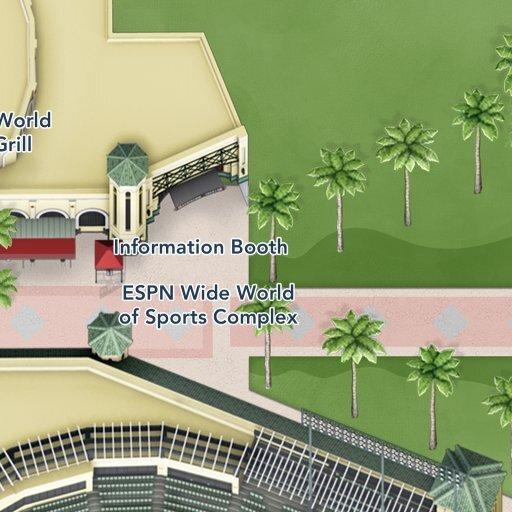 World
Grill
Information Booth
ESPN Wide World
of Sports Complex